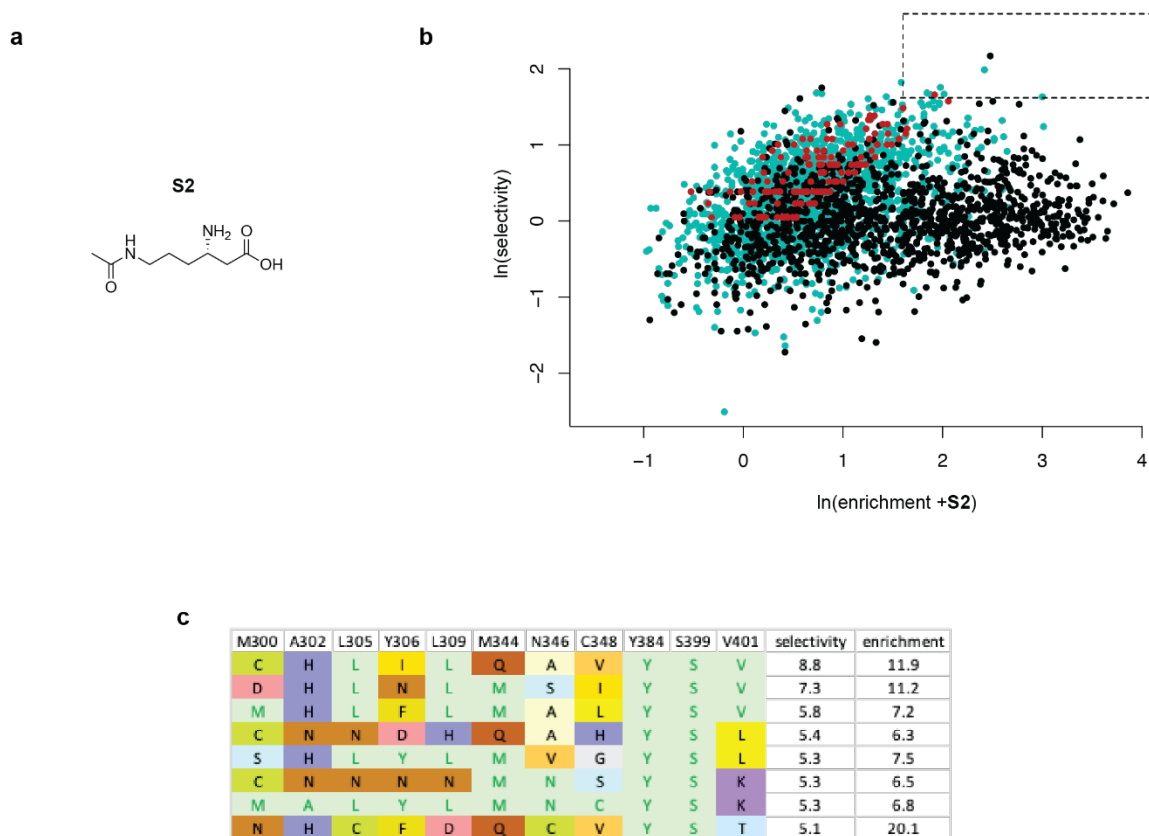 a
b
S2
H
N
O
NH2
O
OH
ln(selectivity)
2
1
0
−1
−2
−1 0 1 2 3 4
ln(enrichment +S2)
c
M300 A302 L305 Y306 L309 M344 N346 C348 Y384 S399 V401 selectivity enrichment
C H L I L Q A V Y S V 8.8 11.9
D H L N L M S I Y S V 7.3 11.2
M H L F L M A L Y S V 5.8 7.2
C N N D H Q A H Y S L 5.4 6.3
S H L Y L M V G Y S L 5.3 7.5
C N N N N M N S Y S K 5.3 6.5
M A L Y L M N C Y S K 5.3 6.8
N H C F D Q C V Y S T 5.1 20.1